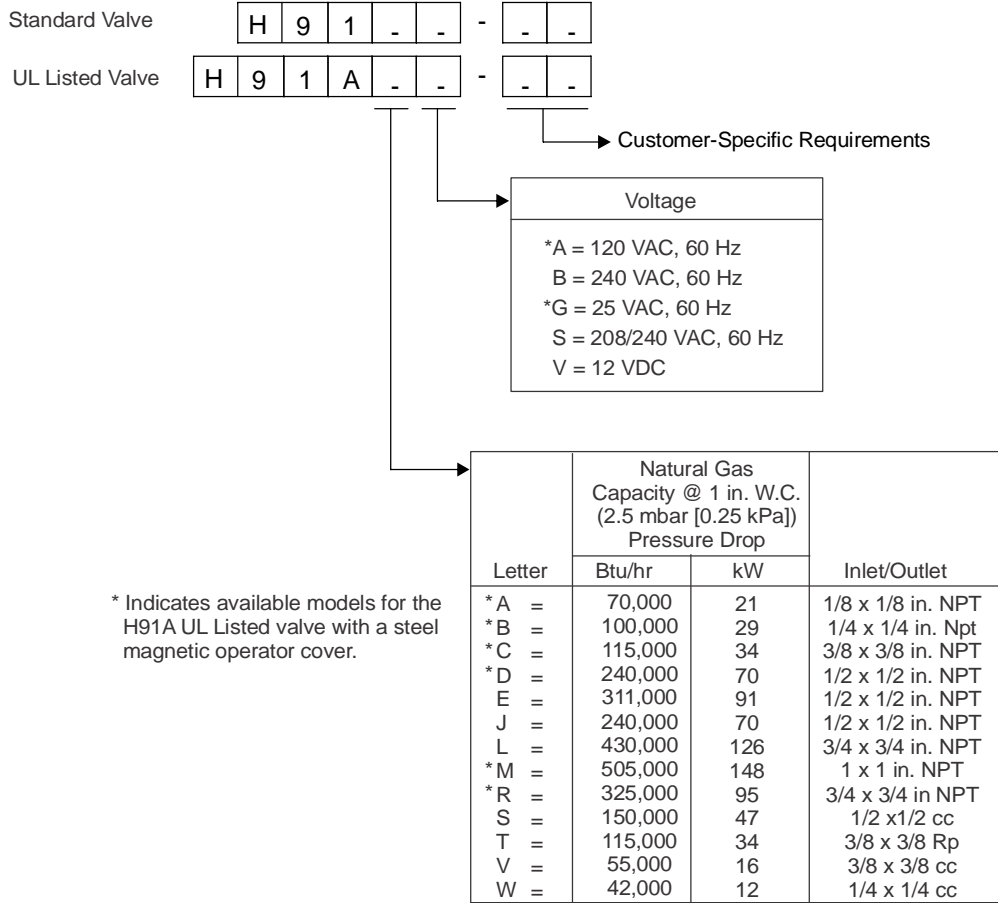 Standard Valve H 9 1 - - - - -
UL Listed Valve H 9 1 A - - - - -
Customer-Specific Requirements
Voltage
*A = 120 VAC, 60 Hz
B = 240 VAC, 60 Hz
*G = 25 VAC, 60 Hz
S = 208/240 VAC, 60 Hz
V = 12 VDC
Natural Gas
Capacity @ 1 in. W.C.
(2.5 mbar [0.25 kPa])
Pressure Drop
Letter Btu/hr kW Inlet/Outlet
*A = 70,000 21 1/8 x 1/8 in. NPT
*B = 100,000 29 1/4 x 1/4 in. Npt
*C = 115,000 34 3/8 x 3/8 in. NPT
*D = 240,000 70 1/2 x 1/2 in. NPT
E = 311,000 91 1/2 x 1/2 in. NPT
J = 240,000 70 1/2 x 1/2 in. NPT
L = 430,000 126 3/4 x 3/4 in. NPT
*M = 505,000 148 1 x 1 in. NPT
*R = 325,000 95 3/4 x 3/4 in NPT
S = 150,000 47 1/2 x1/2 cc
T = 115,000 34 3/8 x 3/8 Rp
V = 55,000 16 3/8 x 3/8 cc
W = 42,000 12 1/4 x 1/4 cc
* Indicates available models for the
H91A UL Listed valve with a steel
magnetic operator cover.